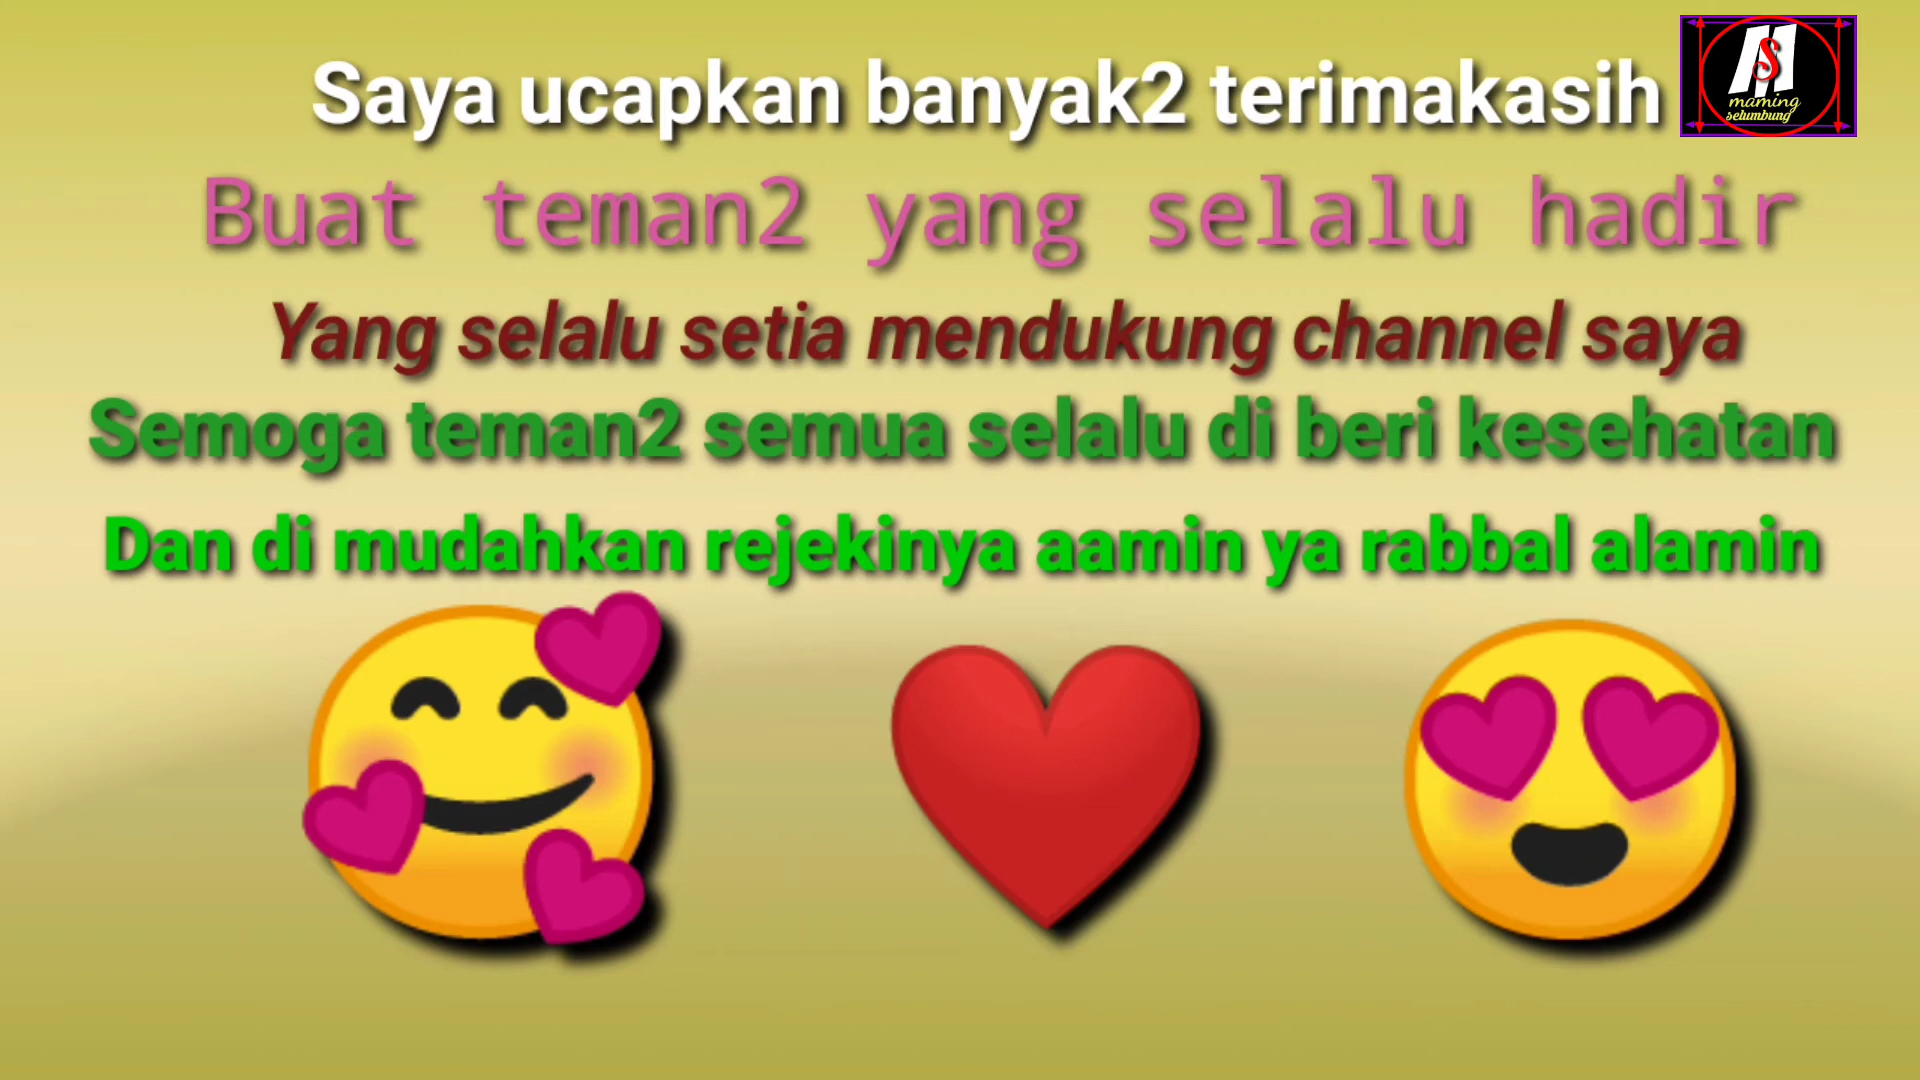 Saya ucapkan banyak2 terimakasih
Buat teman2 yang selalu hadir
Yang selalu setia mendukung channel saya
Semoga teman2 semua selalu di beri kesehatan
Dan di mudahkan rejekinya aamin ya rabbal alamin
MS
maming
selumbung